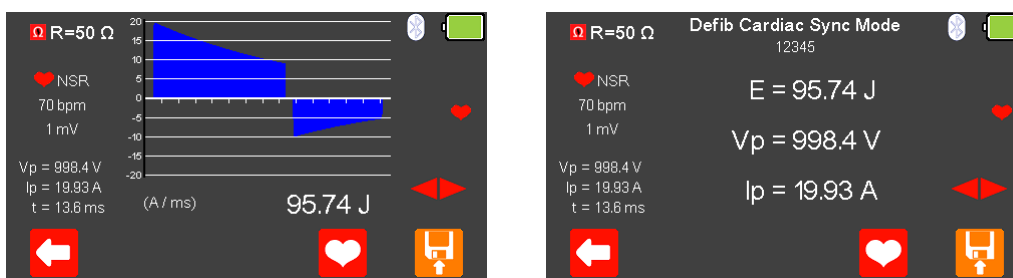 Ω R=50 Ω
NSR
70 bpm
1 mV
Vp = 998.4 V
Ip = 19.93 A
t = 13.6 ms
20
15
10
5
0
-5
-10
-15
-20
(A / ms)
95.74 J
Ω R=50 Ω
Defib Cardiac Sync Mode
12345
NSR
70 bpm
1 mV
Vp = 998.4 V
Ip = 19.93 A
t = 13.6 ms
E = 95.74 J
Vp = 998.4 V
Ip = 19.93 A